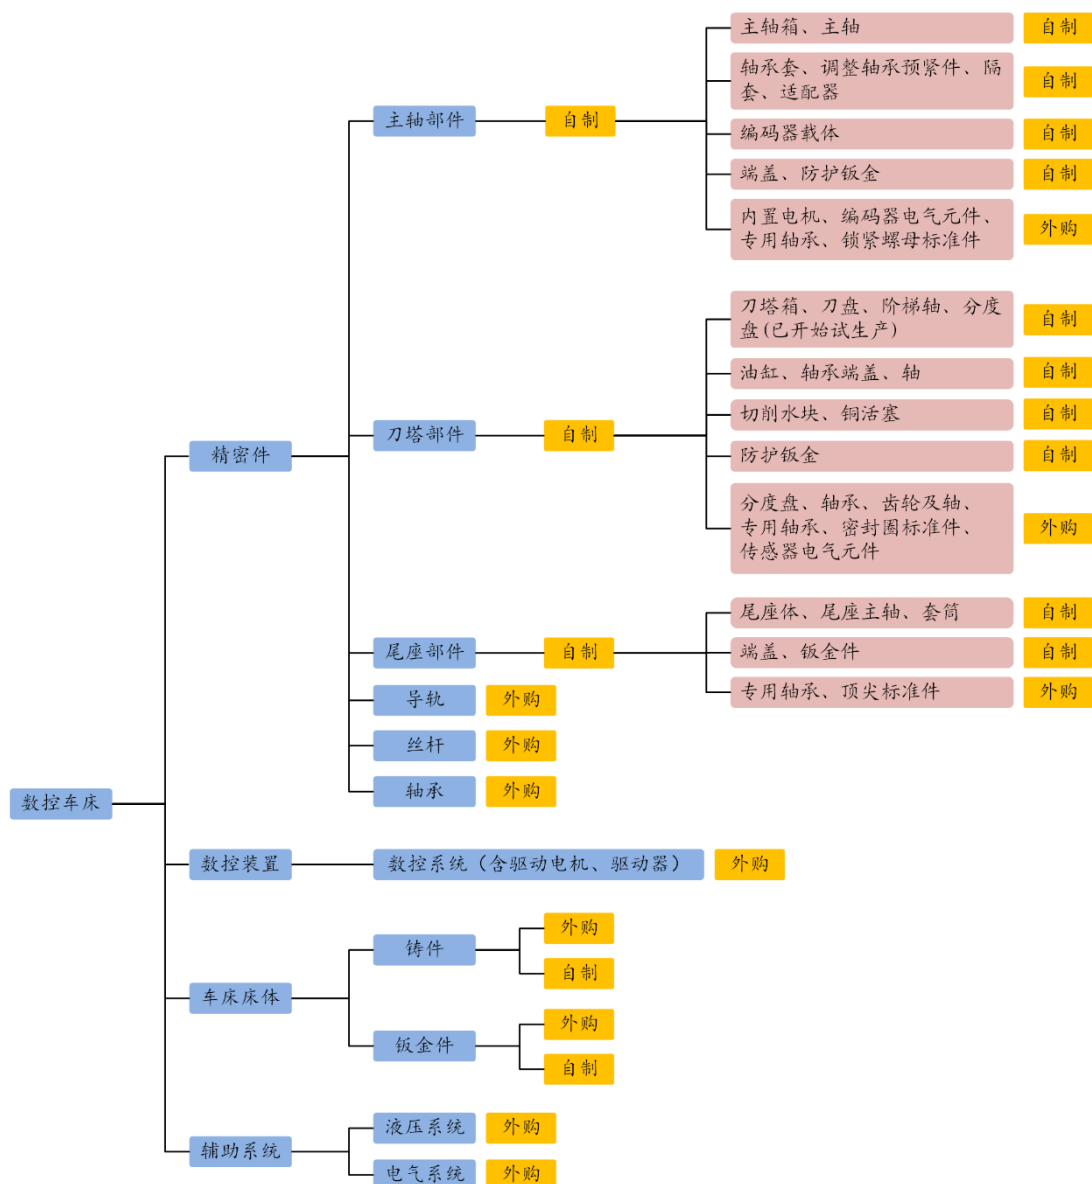 数控车床
精密件
主轴部件
自制
主轴箱、主轴
自制
轴承套、调整轴承预紧件、隔
套、适配器
自制
编码器载体
自制
端盖、防护钣金
自制
内置电机、编码器电气元件、
专用轴承、锁紧螺母标准件
外购
刀塔部件
自制
刀塔箱、刀盘、阶梯轴、分度
盘(已开始试生产)
自制
油缸、轴承端盖、轴
自制
切削水块、铜活塞
自制
防护钣金
自制
分度盘、轴承、齿轮及轴、
专用轴承、密封圈标准件、
传感器电气元件
外购
尾座部件
自制
尾座体、尾座主轴、套筒
自制
端盖、钣金件
自制
专用轴承、顶尖标准件
外购
导轨
外购
丝杆
外购
轴承
外购
数控装置
数控系统（含驱动电机、驱动器）
外购
车床床体
铸件
外购
自制
钣金件
外购
自制
辅助系统
液压系统
外购
电气系统
外购